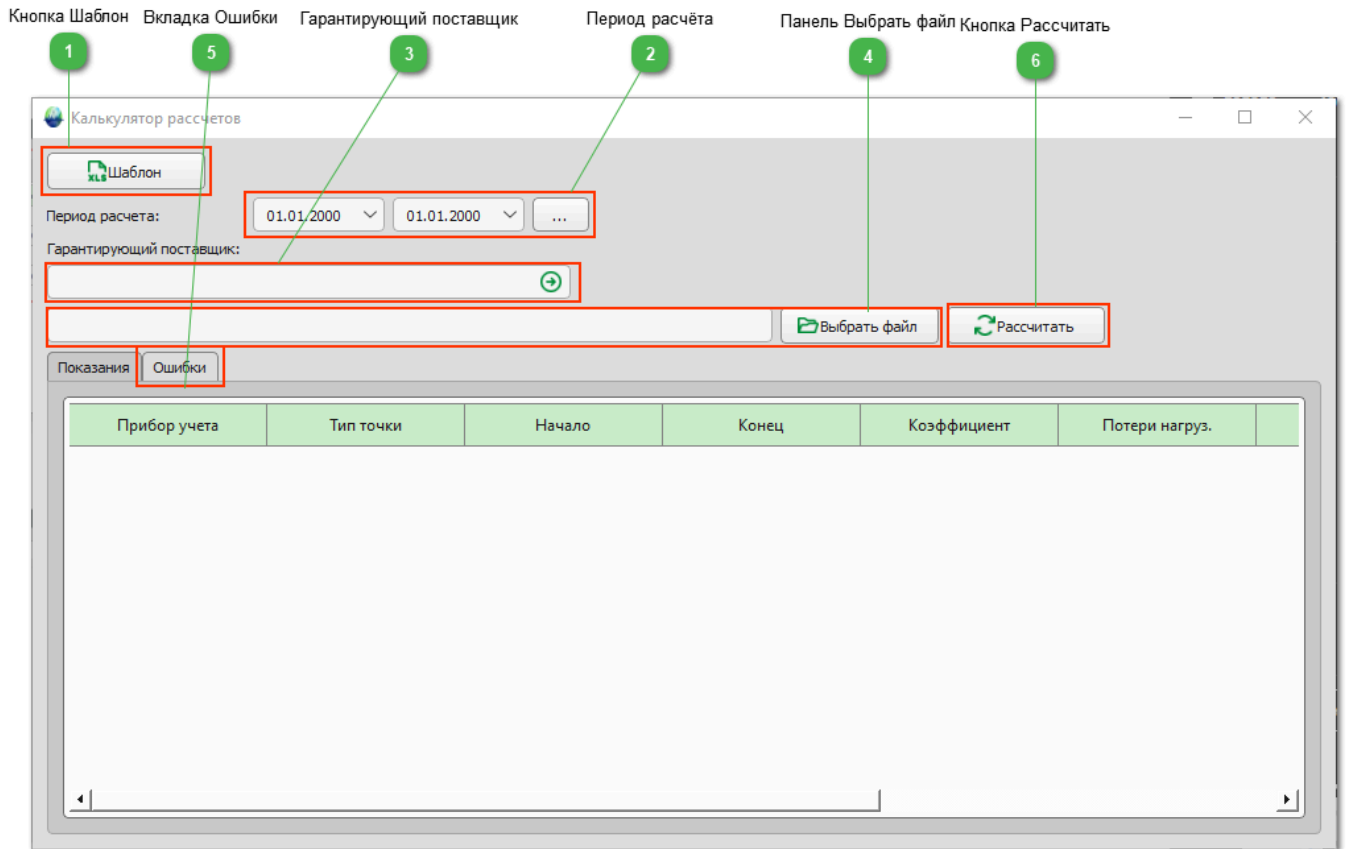 Кнопка Шаблон Вкладка Ошибки Гарантирующий поставщик Период расчёта Панель Выбрать файл Кнопка Рассчитать
1 5 3 2 4 6
Калькулятор рассчетов
XLS Шаблон
Период расчета: 01.01.2000 01.01.2000 ...
Гарантирующий поставщик:
Выбрать файл Рассчитать
Показания Ошибки
Прибор учета Тип точки Начало Конец Коэффициент Потери нагруз.